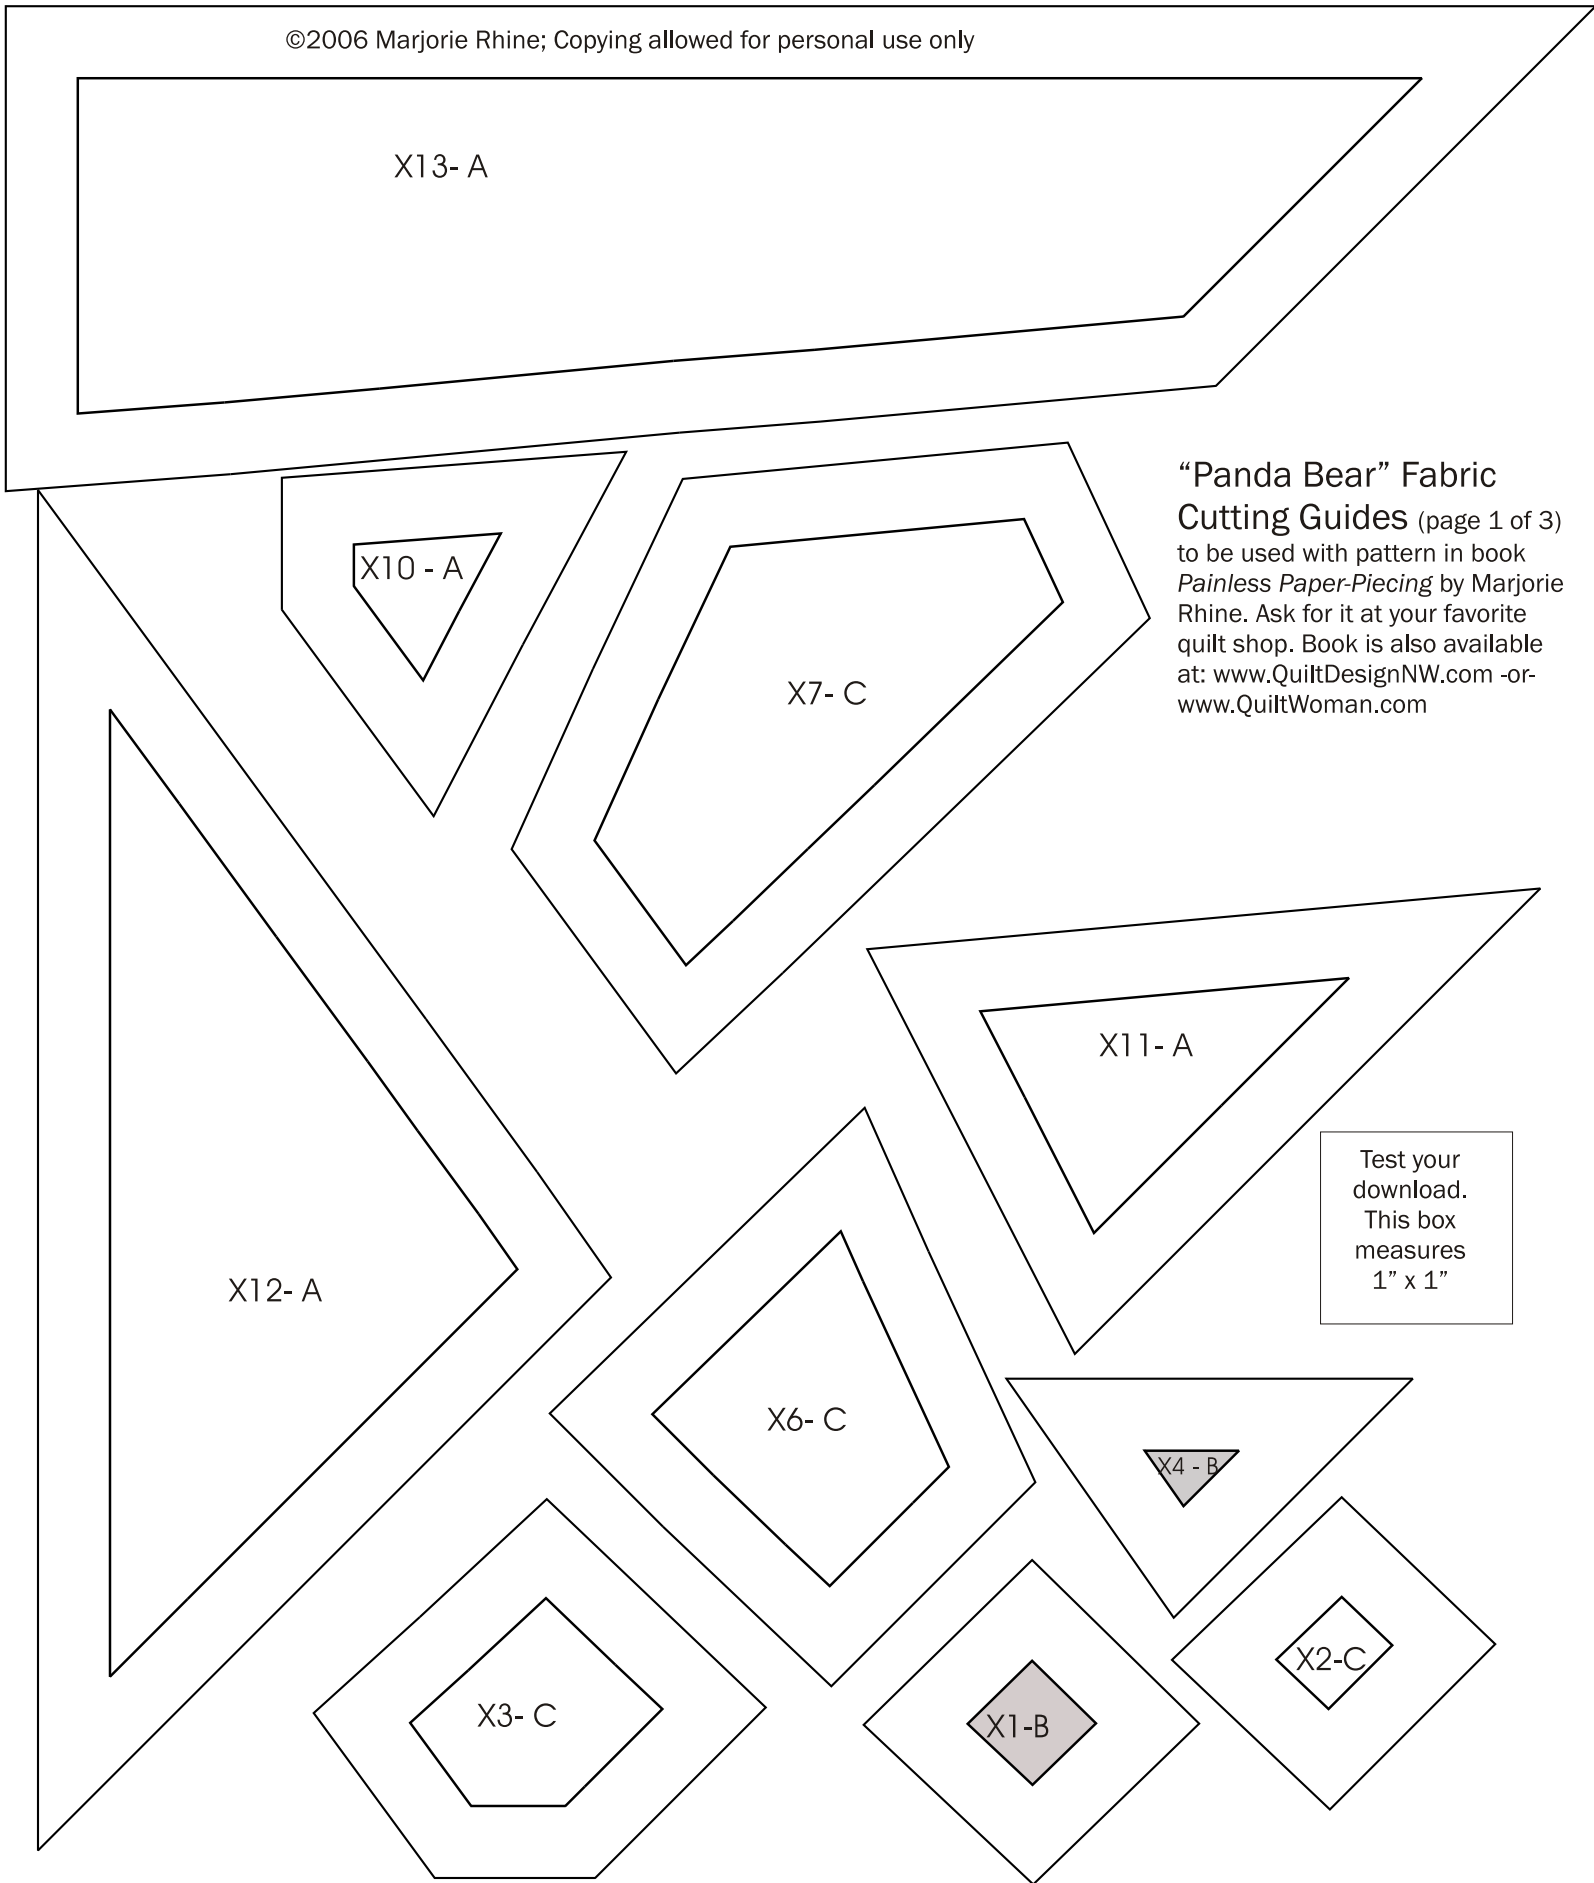 ©2006 Marjorie Rhine; Copying allowed for personal use only
X13- A
“Panda Bear” Fabric
Cutting Guides (page 1 of 3)
to be used with pattern in book
Painless Paper-Piecing by Marjorie
Rhine. Ask for it at your favorite
quilt shop. Book is also available
at: www.QuiltDesignNW.com -or-
www.QuiltWoman.com
X10 - A
X7- C
X11- A
Test your
download.
This box
measures
1” x 1”
X12- A
X6- C
X4 - B
X2-C
X3- C
X1-B